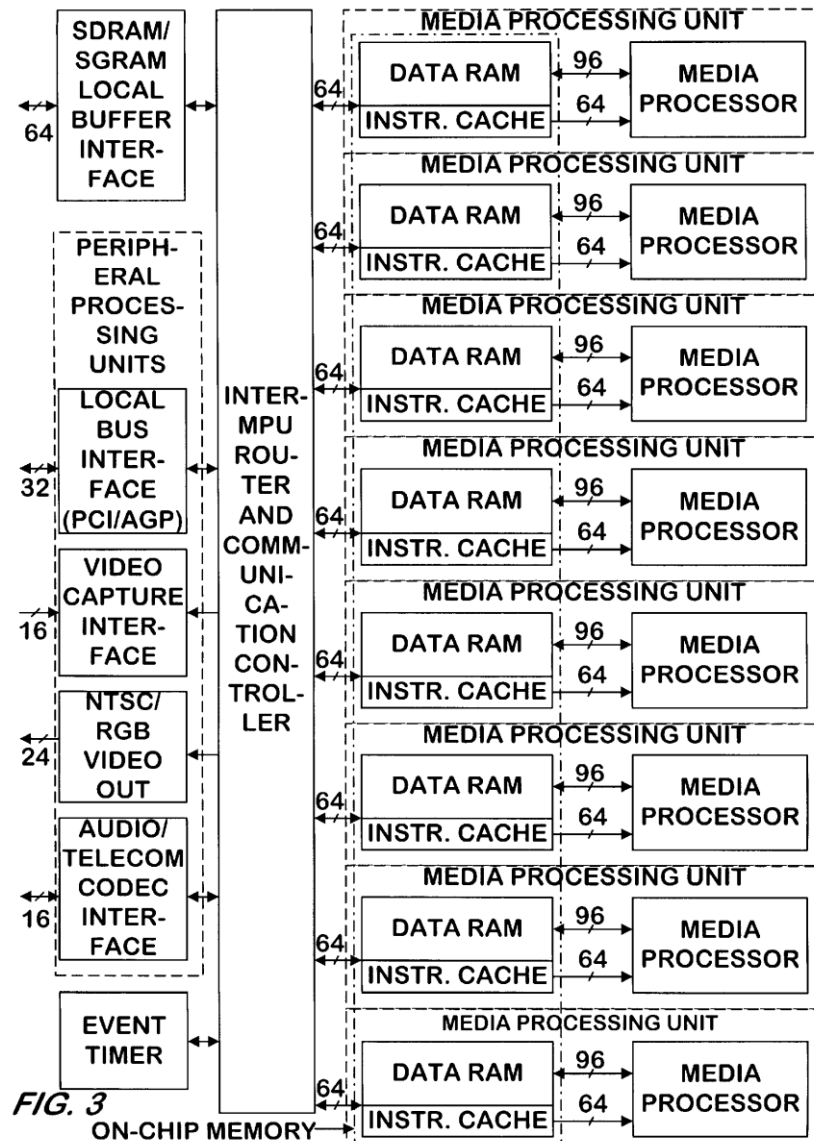 SDRAM/
SGRAM
LOCAL
BUFFER
INTER-
FACE
64
PERIPH-
ERAL
PROCES-
SING
UNITS
LOCAL
BUS
INTER-
FACE
(PCI/AGP)
32
VIDEO
CAPTURE
INTER-
FACE
16
NTSC/
RGB
VIDEO
OUT
24
AUDIO/
TELECOM
CODEC
INTER-
FACE
16
EVENT
TIMER
INTER-
MPU
ROU-
TER
AND
COMM-
UNI-
CA-
TION
CON-
TROL-
LER
MEDIA PROCESSING UNIT
64
DATA RAM
INSTR. CACHE
96
64
MEDIA
PROCESSOR
MEDIA PROCESSING UNIT
64
DATA RAM
INSTR. CACHE
96
64
MEDIA
PROCESSOR
MEDIA PROCESSING UNIT
64
DATA RAM
INSTR. CACHE
96
64
MEDIA
PROCESSOR
MEDIA PROCESSING UNIT
64
DATA RAM
INSTR. CACHE
96
64
MEDIA
PROCESSOR
MEDIA PROCESSING UNIT
64
DATA RAM
INSTR. CACHE
96
64
MEDIA
PROCESSOR
MEDIA PROCESSING UNIT
64
DATA RAM
INSTR. CACHE
96
64
MEDIA
PROCESSOR
MEDIA PROCESSING UNIT
64
DATA RAM
INSTR. CACHE
96
64
MEDIA
PROCESSOR
MEDIA PROCESSING UNIT
64
DATA RAM
INSTR. CACHE
96
64
MEDIA
PROCESSOR
FIG. 3
ON-CHIP MEMORY